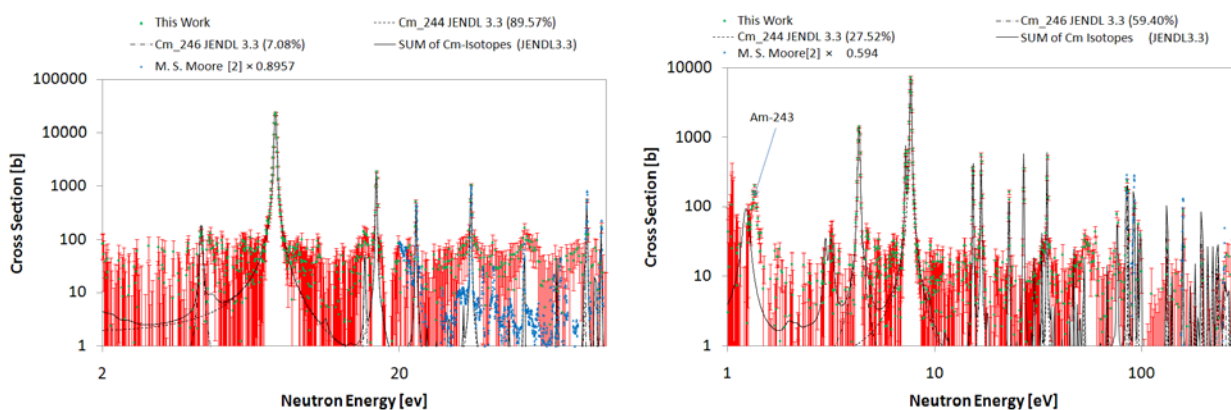 This Work
Cm_244 JENDL 3.3 (89.57%)
Cm_246 JENDL 3.3 (7.08%)
SUM of Cm-Isotopes (JENDL3.3)
M. S. Moore [2] × 0.8957
100000
10000
1000
100
10
1
Cross Section [b]
2
20
Neutron Energy [ev]
This Work
Cm_246 JENDL 3.3 (59.40%)
Cm_244 JENDL 3.3 (27.52%)
SUM of Cm Isotopes (JENDL3.3)
M. S. Moore[2] × 0.594
10000
1000
100
10
1
Cross Section [b]
Am-243
1
10
100
Neutron Energy [eV]